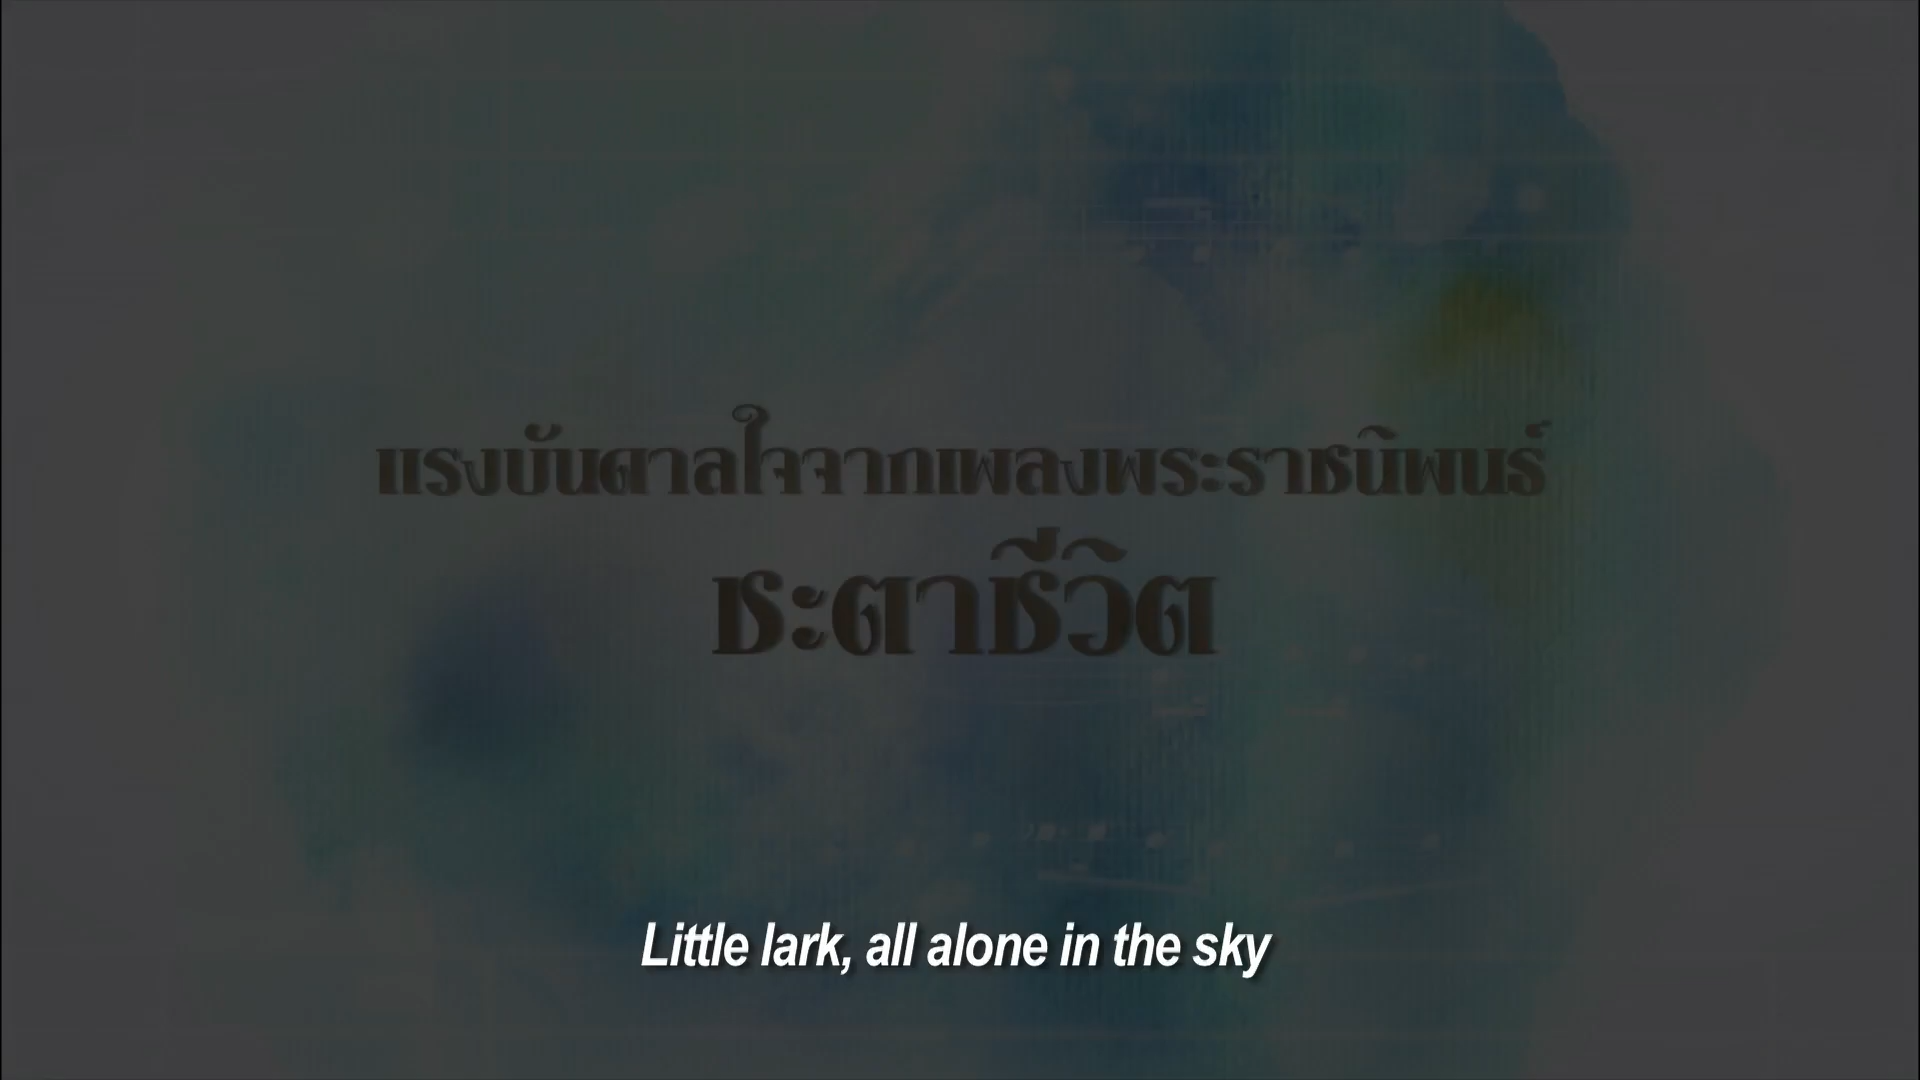 แรงบันดาลใจจากเพลงพระราชนิพนธ์
ชะตาชีวิต
Little lark, all alone in the sky